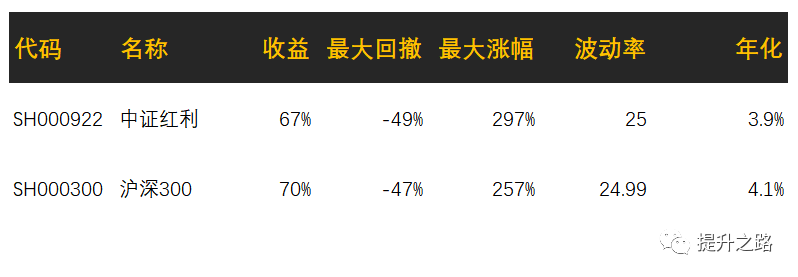 代码 名称 收益 最大回撤 最大涨幅 波动率 年化
SH000922 中证红利 67% -49% 297% 25 3.9%
SH000300 沪深300 70% -47% 257% 24.99 4.1%
提升之路